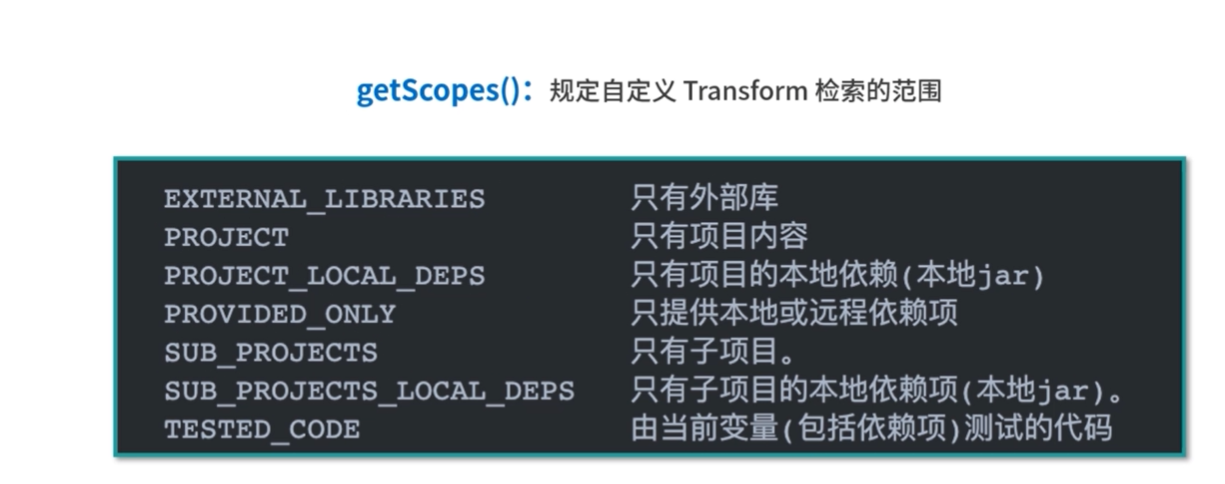 getScopes()：规定自定义 Transform 检索的范围
EXTERNAL_LIBRARIES 只有外部库
PROJECT 只有项目内容
PROJECT_LOCAL_DEPS 只有项目的本地依赖(本地jar)
PROVIDED_ONLY 只提供本地或远程依赖项
SUB_PROJECTS 只有子项目。
SUB_PROJECTS_LOCAL_DEPS 只有子项目的本地依赖项(本地jar)。
TESTED_CODE 由当前变量(包括依赖项)测试的代码